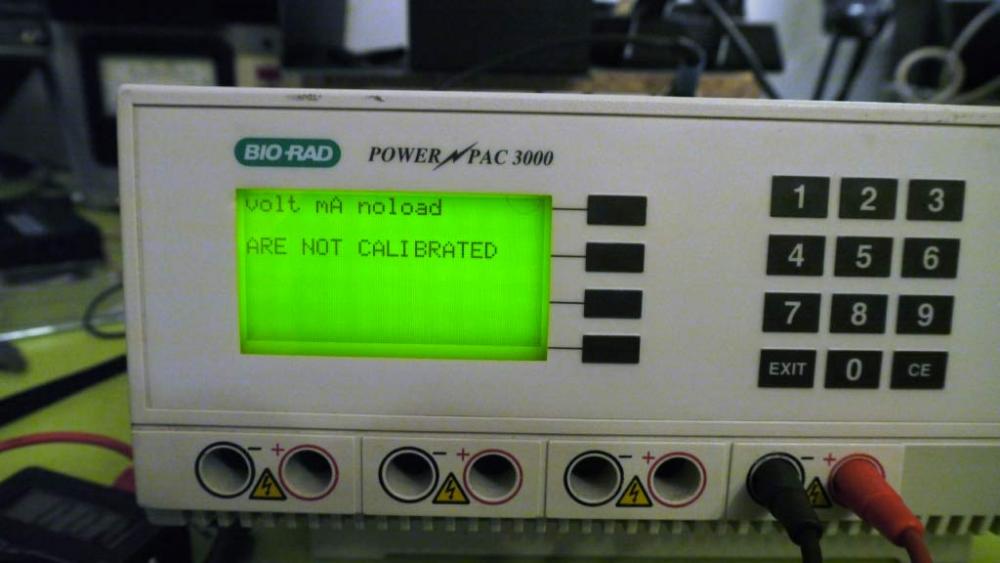 BIO-RAD POWER PAC 3000
volt mA noload
ARE NOT CALIBRATED
1 2 3
4 5 6
7 8 9
EXIT 0 CE
- + - + - + - +